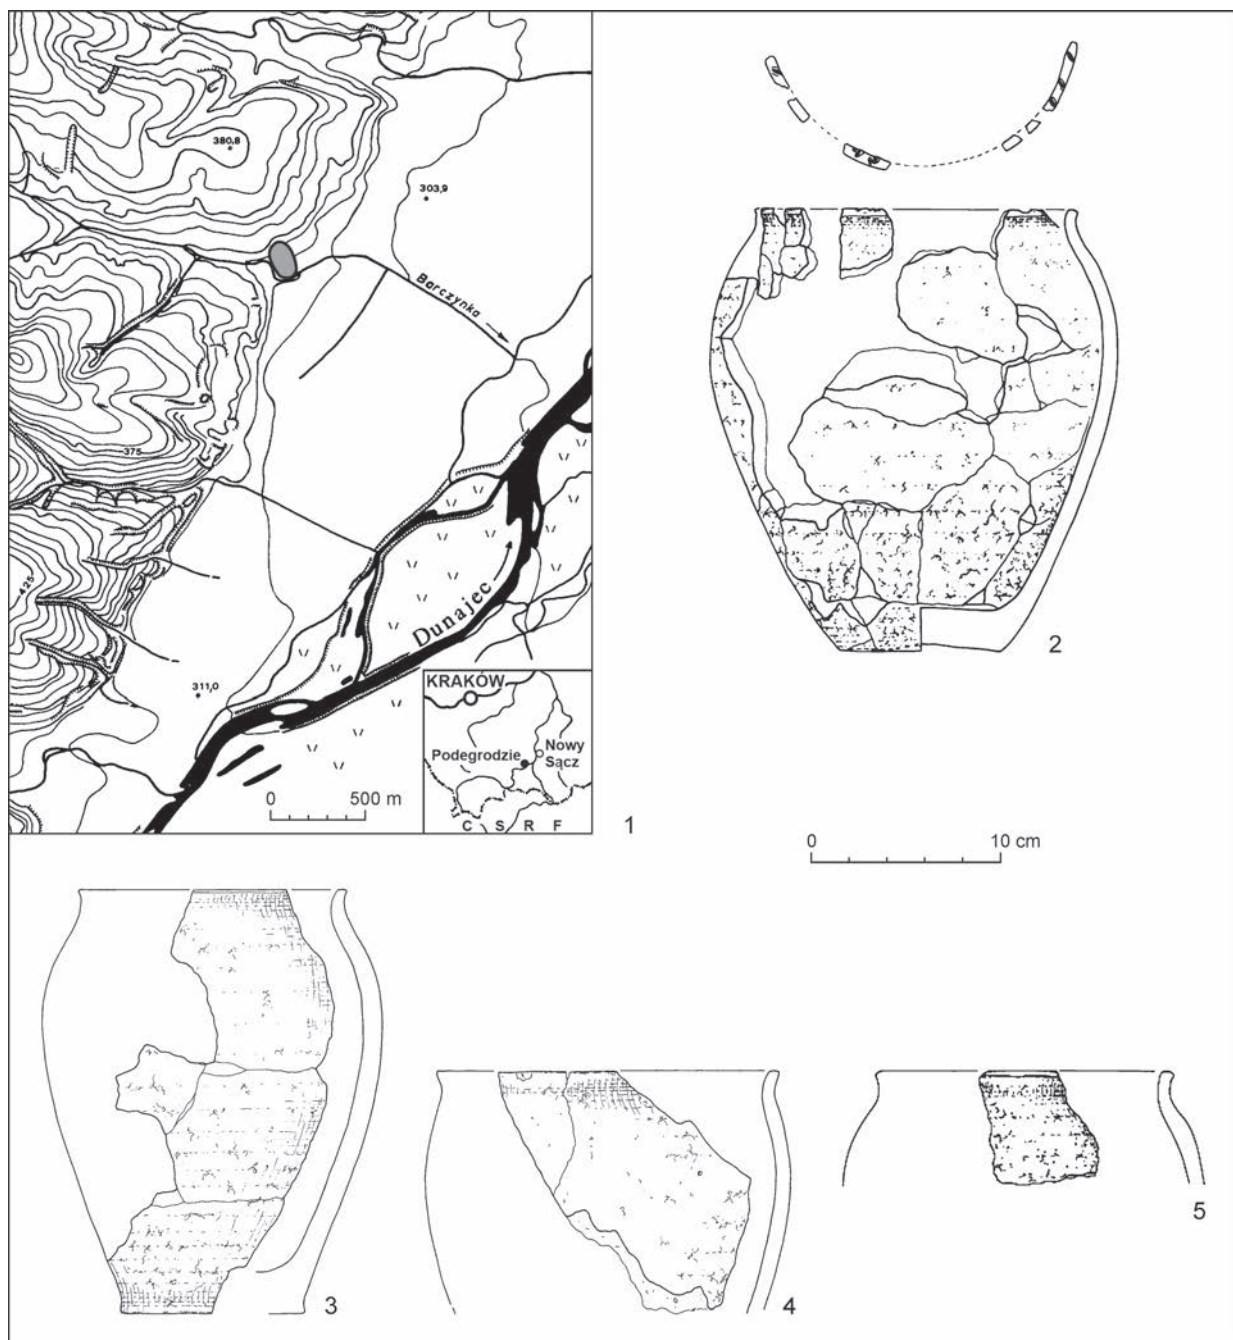 380,8
303,9
Barczynka
375
425
Dunajec
311,0
KRAKÓW
Podegrodzie
Nowy
Sącz
C S R F
0 500 m
1
2
0 10 cm
3
4
5